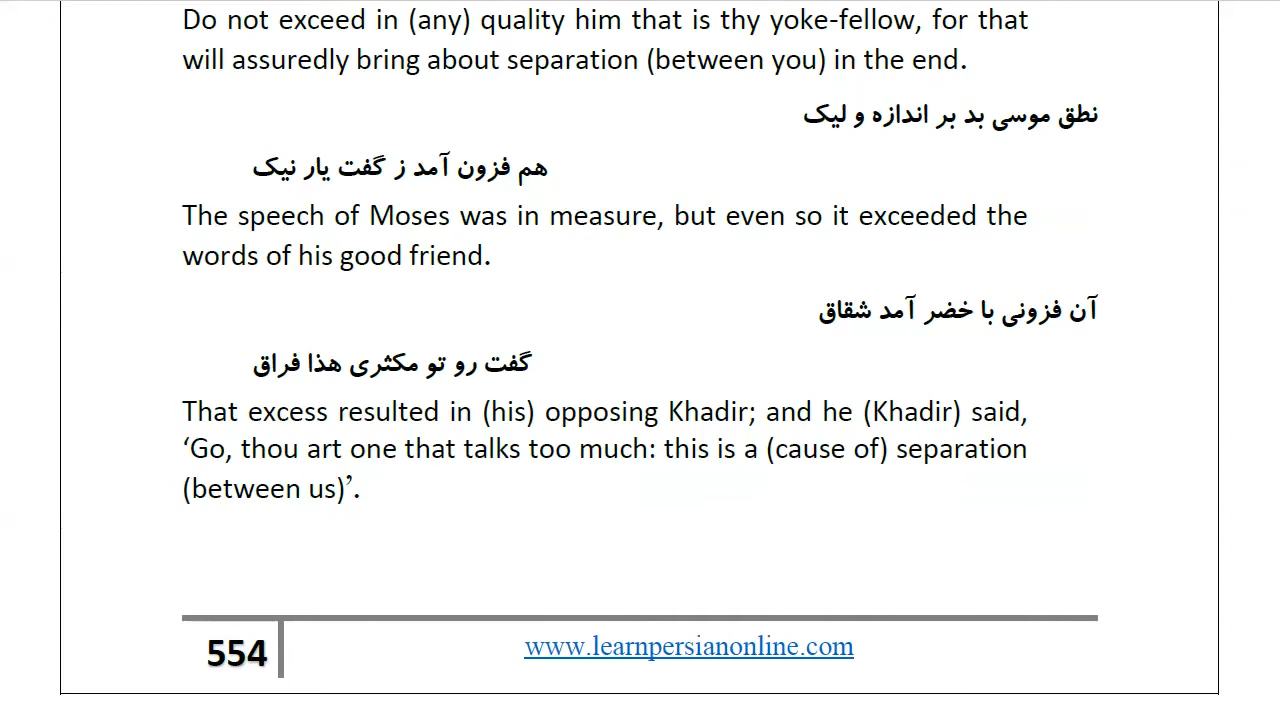 Do not exceed in (any) quality him that is thy yoke-fellow, for that
will assuredly bring about separation (between you) in the end.
نطق موسی بد بر اندازه و لیک
هم فزون آمد ز گفت یار نیک
The speech of Moses was in measure, but even so it exceeded the
words of his good friend.
آن فزونی با خضر آمد شقاق
گفت رو تو مکثری هذا فراق
That excess resulted in (his) opposing Khadir; and he (Khadir) said,
‘Go, thou art one that talks too much: this is a (cause of) separation
(between us)’.
554
www.learnpersianonline.com